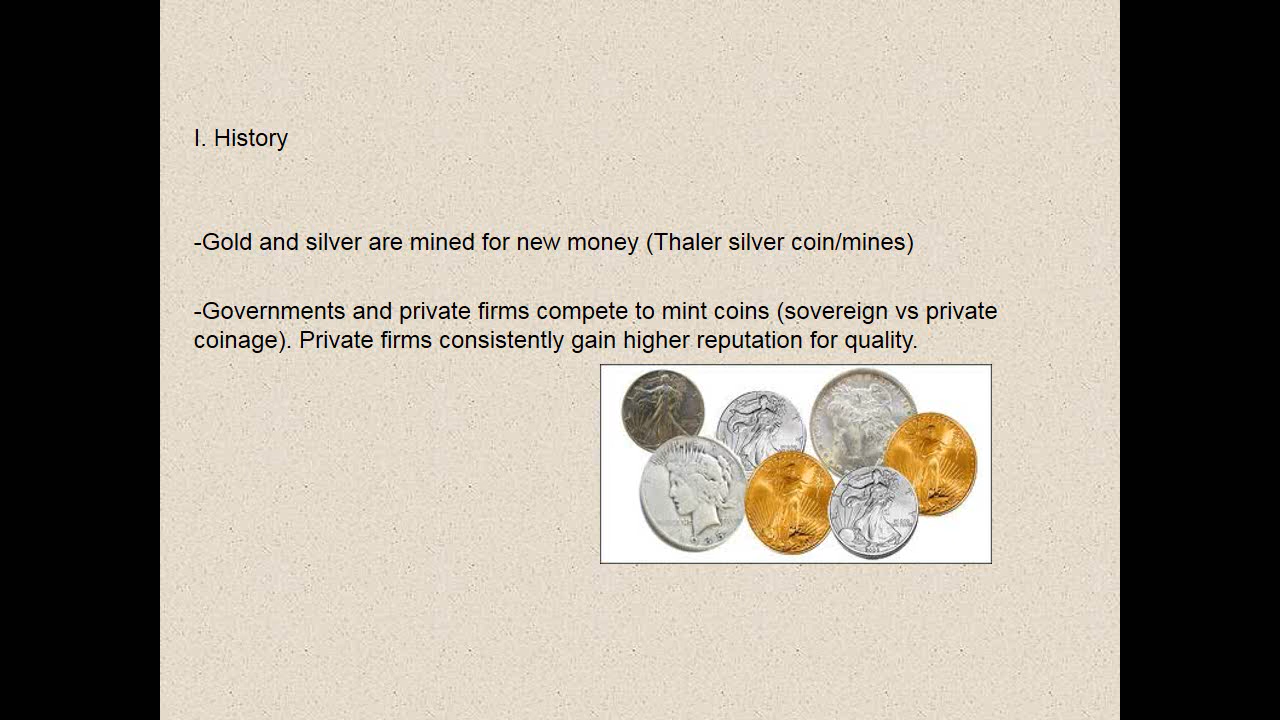 I. History
-Gold and silver are mined for new money (Thaler silver coin/mines)
-Governments and private firms compete to mint coins (sovereign vs private
coinage). Private firms consistently gain higher reputation for quality.
1935